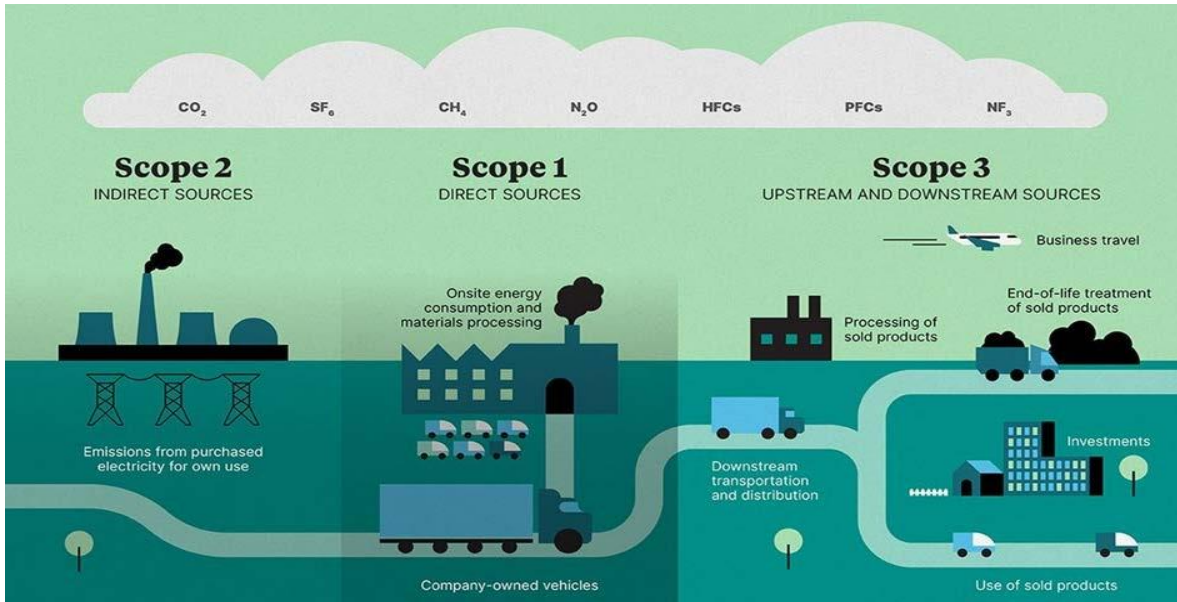 CO₂ SF₆ CH₄ N₂O HFCs PFCs NF₃
Scope 2
INDIRECT SOURCES
Emissions from purchased
electricity for own use
Scope 1
DIRECT SOURCES
Onsite energy
consumption and
materials processing
Company-owned vehicles
Scope 3
UPSTREAM AND DOWNSTREAM SOURCES
Business travel
Processing of
sold products
End-of-life treatment
of sold products
Downstream
transportation
and distribution
Investments
Use of sold products